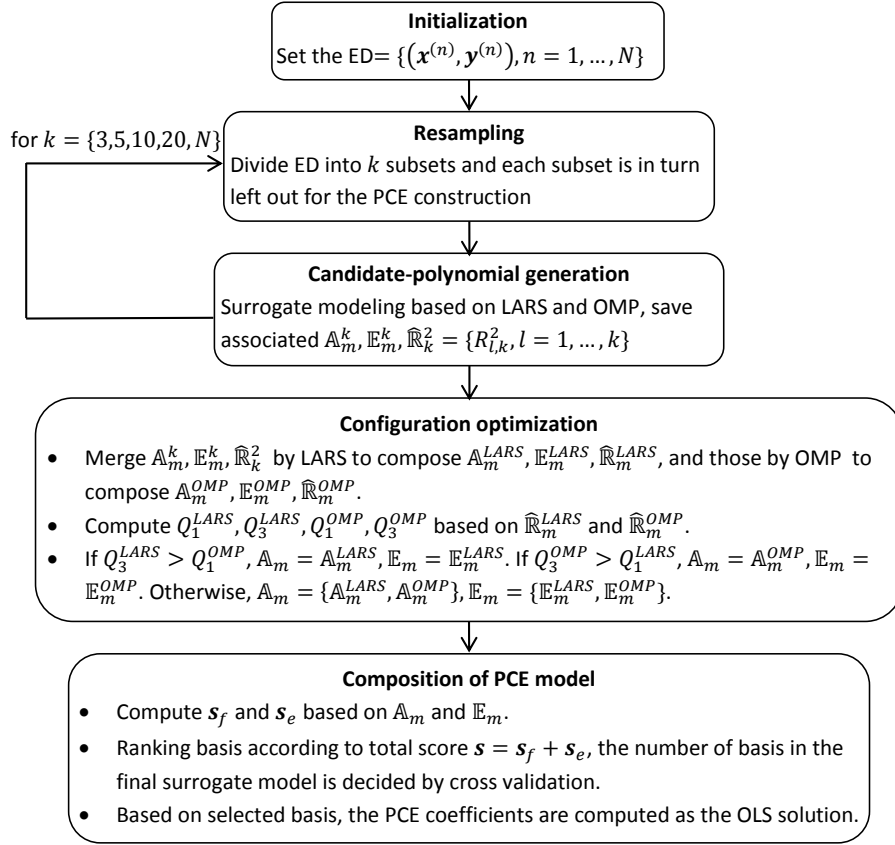 Initialization
Set the ED= {(𝒙^(n), 𝒚^(n)), n = 1, … , N}
for k = {3,5,10,20, N}
Resampling
Divide ED into k subsets and each subset is in turn
left out for the PCE construction
Candidate-polynomial generation
Surrogate modeling based on LARS and OMP, save
associated 𝔸_m^k, 𝔼_m^k, ℝ̂_k^2 = {R_{l,k}^2, l = 1, … , k}
Configuration optimization
• Merge 𝔸_m^k, 𝔼_m^k, ℝ̂_k^2 by LARS to compose 𝔸_m^{LARS}, 𝔼_m^{LARS}, ℝ̂_m^{LARS}, and those by OMP to
compose 𝔸_m^{OMP}, 𝔼_m^{OMP}, ℝ̂_m^{OMP}.
• Compute Q_1^{LARS}, Q_3^{LARS}, Q_1^{OMP}, Q_3^{OMP} based on ℝ̂_m^{LARS} and ℝ̂_m^{OMP}.
• If Q_3^{LARS} > Q_1^{OMP}, 𝔸_m = 𝔸_m^{LARS}, 𝔼_m = 𝔼_m^{LARS}. If Q_3^{OMP} > Q_1^{LARS}, 𝔸_m = 𝔸_m^{OMP}, 𝔼_m =
𝔼_m^{OMP}. Otherwise, 𝔸_m = {𝔸_m^{LARS}, 𝔸_m^{OMP}}, 𝔼_m = {𝔼_m^{LARS}, 𝔼_m^{OMP}}.
Composition of PCE model
• Compute 𝒔_f and 𝒔_e based on 𝔸_m and 𝔼_m.
• Ranking basis according to total score 𝒔 = 𝒔_f + 𝒔_e, the number of basis in the
final surrogate model is decided by cross validation.
• Based on selected basis, the PCE coefficients are computed as the OLS solution.